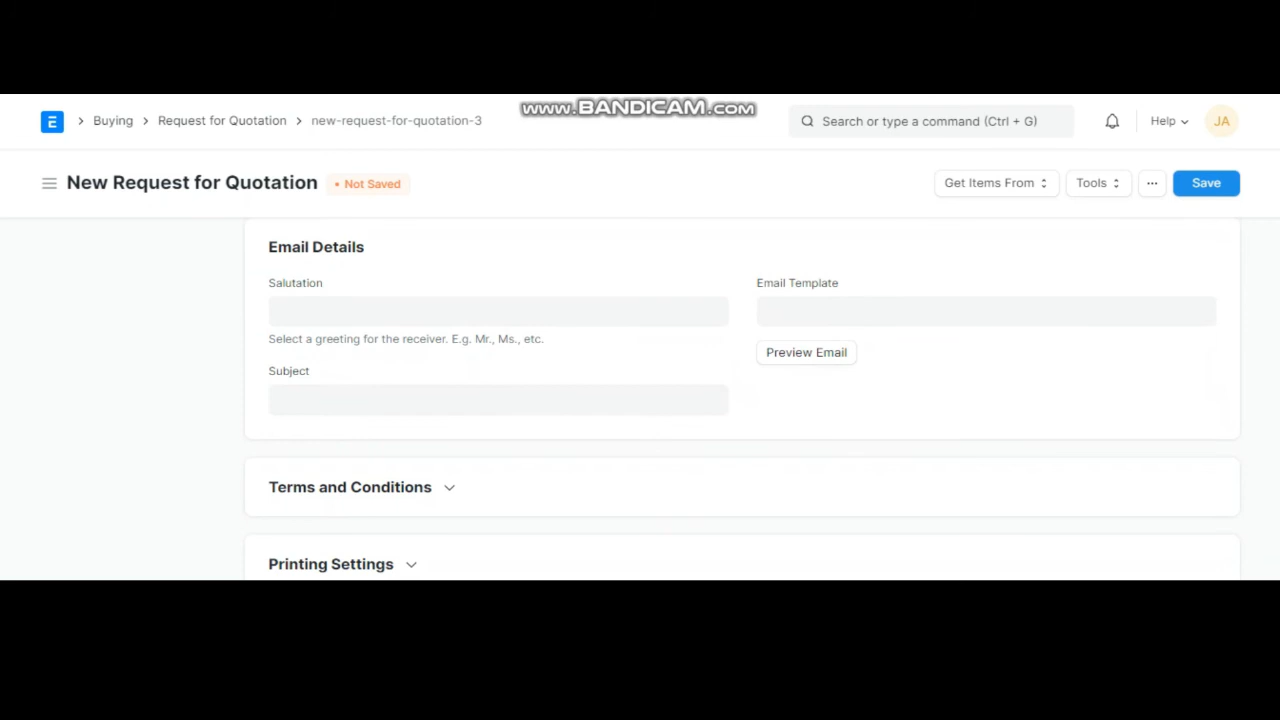 www.BANDICAM.com
E Buying Request for Quotation new-request-for-quotation-3 Search or type a command (Ctrl + G) Help JA
New Request for Quotation • Not Saved Get Items From Tools ... Save
Email Details
Salutation Email Template
Select a greeting for the receiver. E.g. Mr., Ms., etc.
Preview Email
Subject
Terms and Conditions
Printing Settings